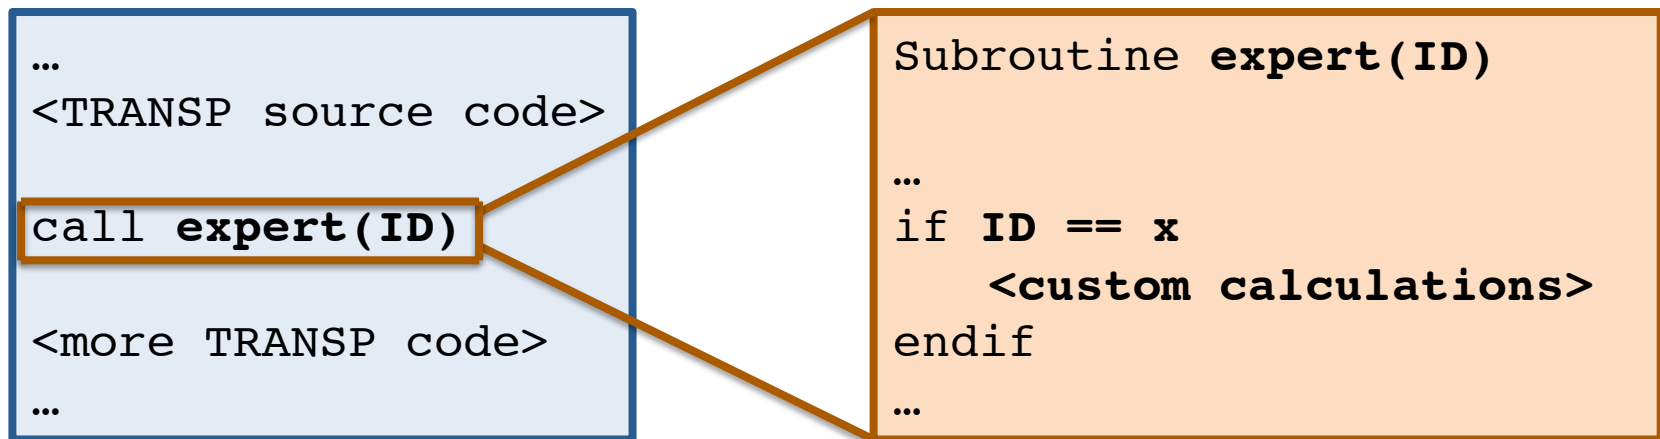 …
<TRANSP source code>
call expert(ID)
<more TRANSP code>
…
Subroutine expert(ID)
…
if ID == x
<custom calculations>
endif
…